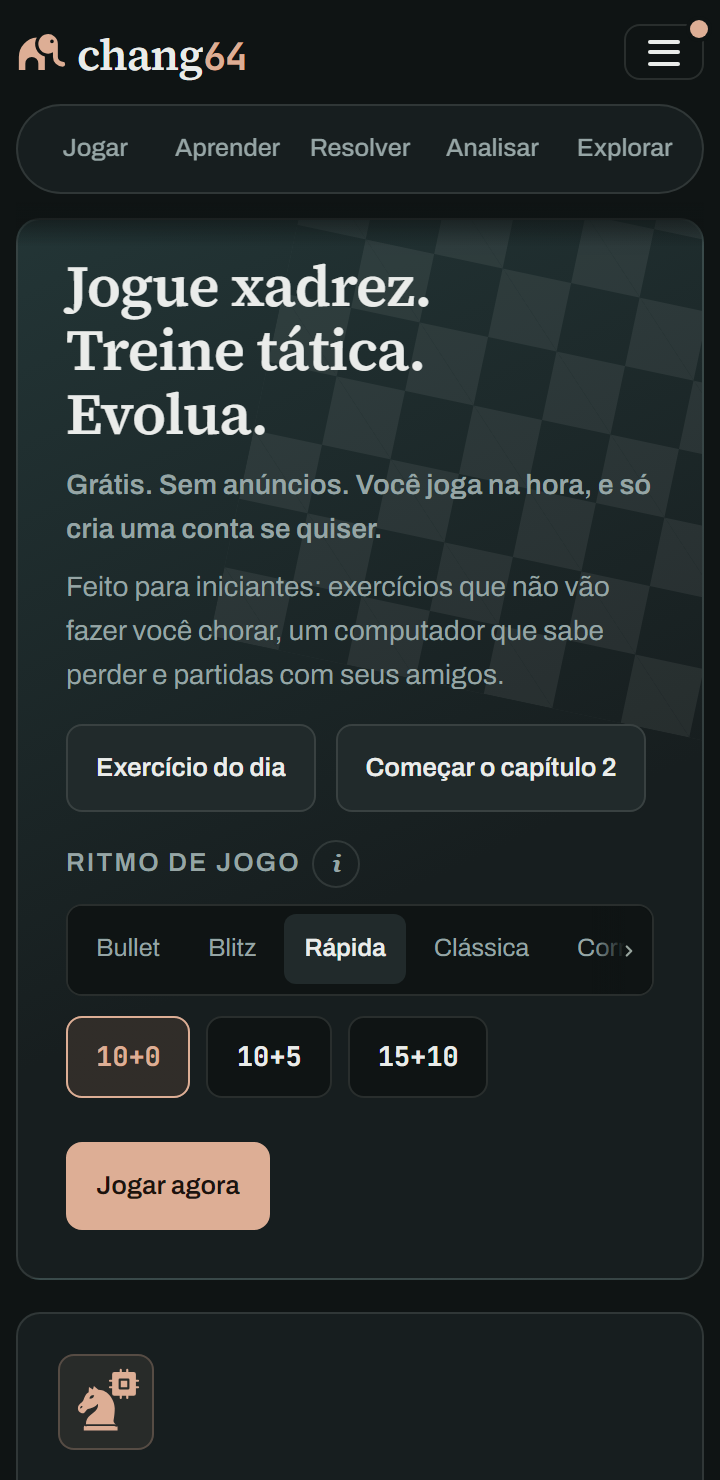 chang64
Jogar Aprender Resolver Analisar Explorar
Jogue xadrez.
Treine tática.
Evolua.
Grátis. Sem anúncios. Você joga na hora, e só
cria uma conta se quiser.
Feito para iniciantes: exercícios que não vão
fazer você chorar, um computador que sabe
perder e partidas com seus amigos.
Exercício do dia Começar o capítulo 2
RITMO DE JOGO i
Bullet Blitz Rápida Clássica
10+0 10+5 15+10
Jogar agora